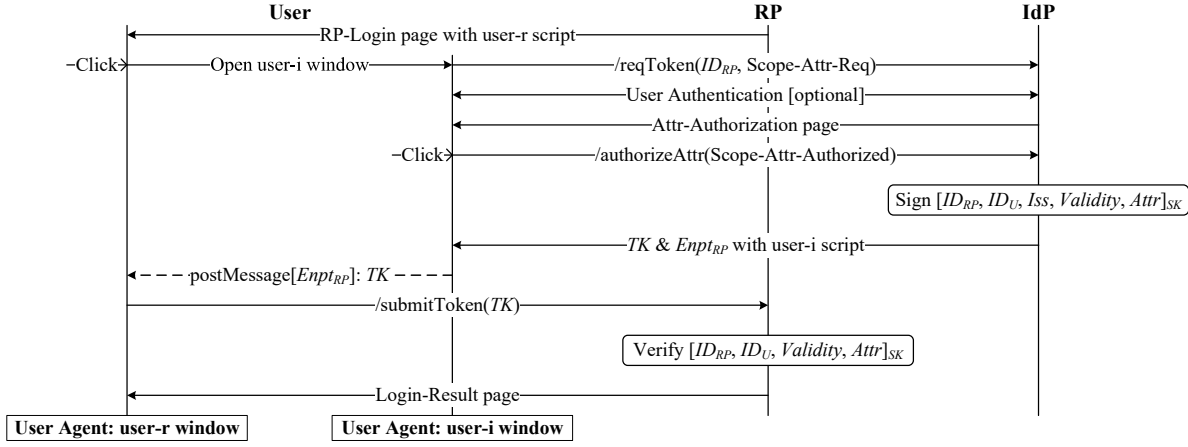 User RP IdP
RP-Login page with user-r script
Click Open user-i window /reqToken(ID_RP, Scope-Attr-Req)
User Authentication [optional]
Attr-Authorization page
Click /authorizeAttr(Scope-Attr-Authorized)
Sign [ID_RP, ID_U, Iss, Validity, Attr]_SK
TK & Enpt_RP with user-i script
postMessage[Enpt_RP]: TK
/submitToken(TK)
Verify [ID_RP, ID_U, Validity, Attr]_SK
Login-Result page
User Agent: user-r window User Agent: user-i window